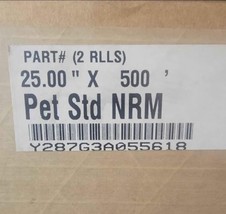 PART# (2 RLLS)
25.00 " X 500 '
Pet Std NRM
Y287G3A055618